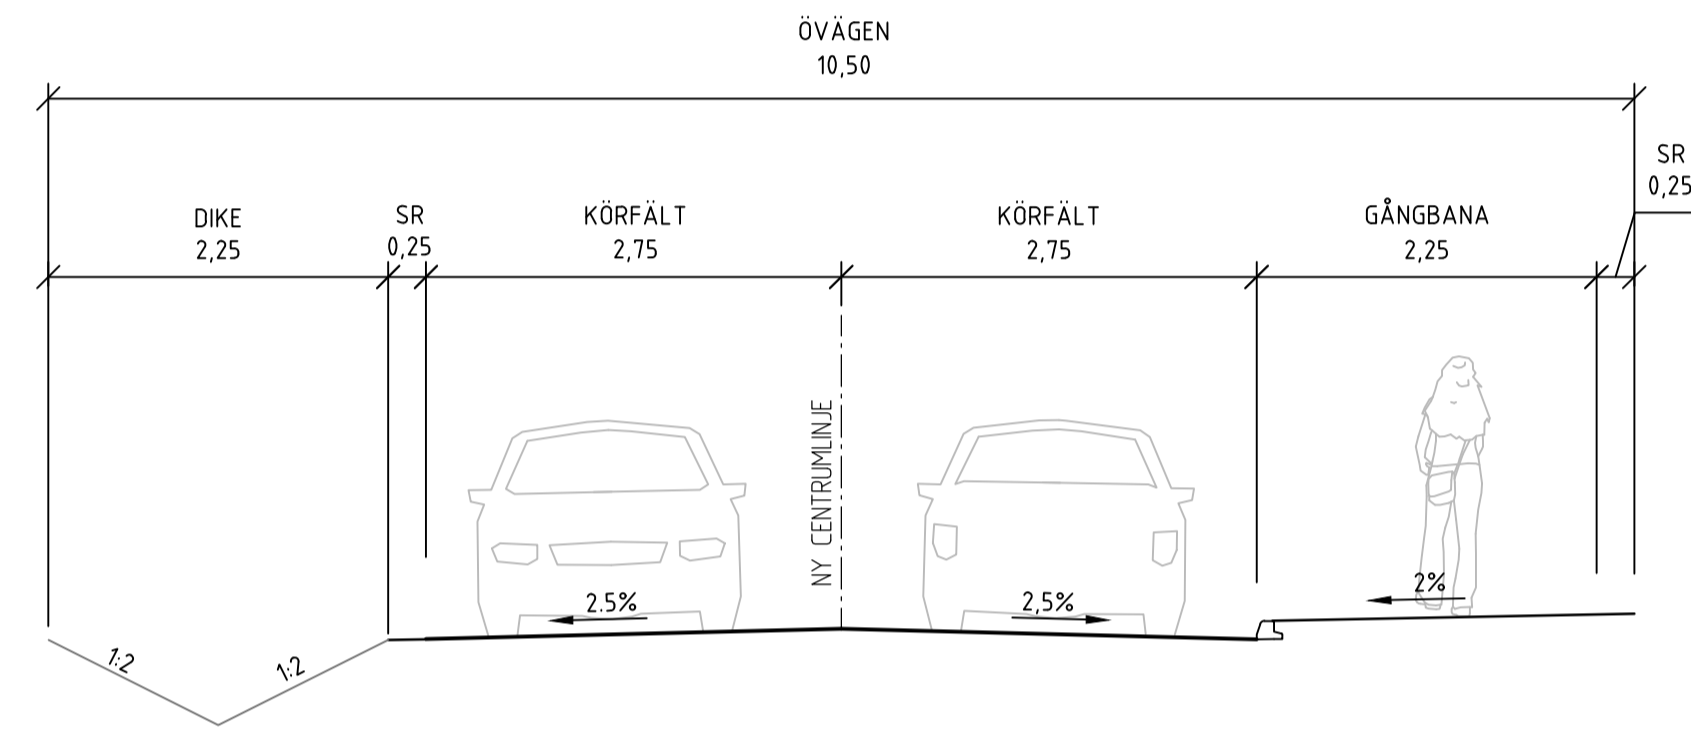 ÖVÄGEN
10,50
SR
0,25
DIKE
2,25
SR
0,25
KÖRFÄLT
2,75
KÖRFÄLT
2,75
GÅNGBANA
2,25
NY CENTRUMLINJE
2.5%
2,5%
2%
1:2
1:2